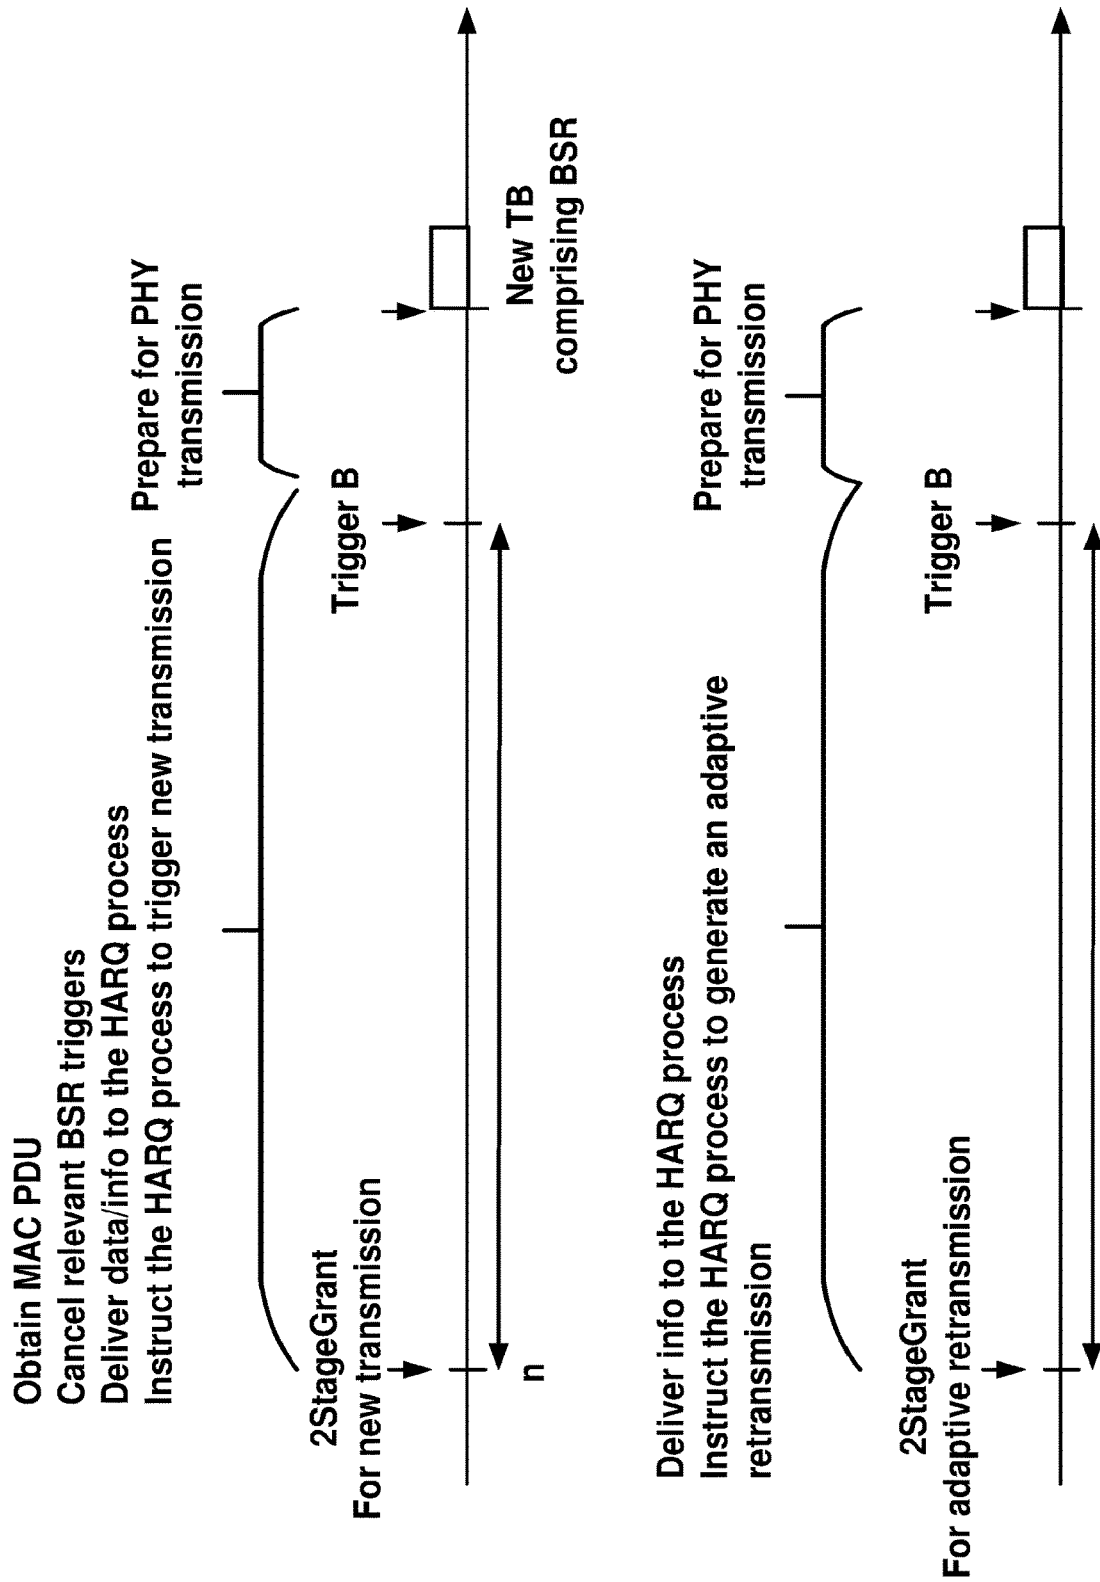 Obtain MAC PDU
Cancel relevant BSR triggers
Deliver data/info to the HARQ process
Instruct the HARQ process to trigger new transmission
Prepare for PHY
transmission
2StageGrant
For new transmission
Trigger B
n
New TB
comprising BSR
Deliver info to the HARQ process
Instruct the HARQ process to generate an adaptive
retransmission
Prepare for PHY
transmission
2StageGrant
For adaptive retransmission
Trigger B